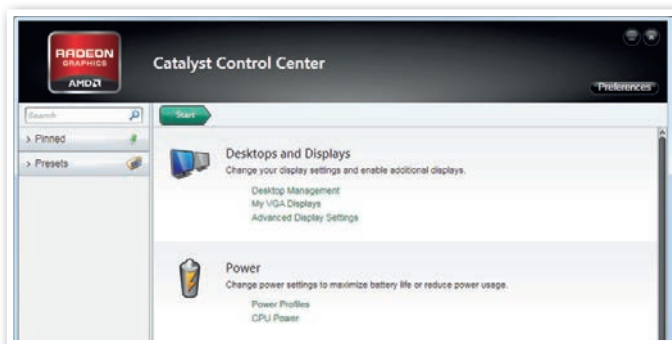 RADEON
GRAPHICS
AMD
Catalyst Control Center
Preferences
Search
Start
Pinned
Presets
Desktops and Displays
Change your display settings and enable additional displays.
Desktop Management
My VGA Displays
Advanced Display Settings
Power
Change power settings to maximize battery life or reduce power usage.
Power Profiles
CPU Power